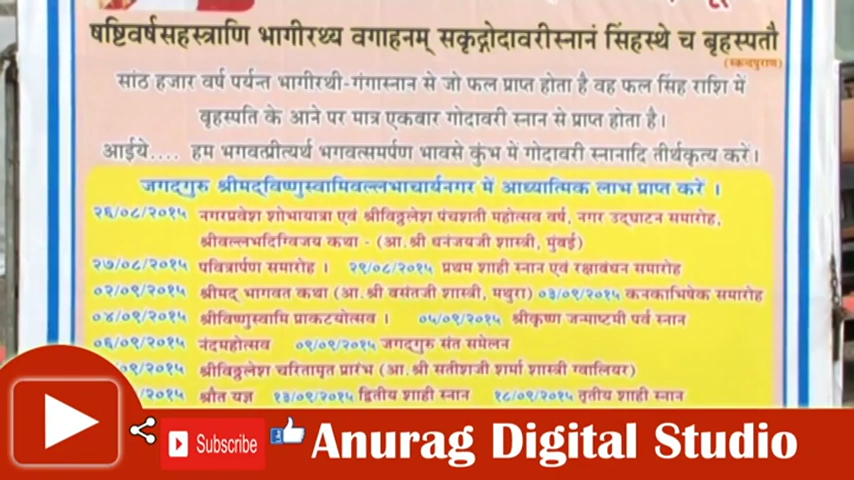 षष्टिवर्षसहस्त्राणि भागीरथ्य वगाहनम् सकृद्गोदावरीस्नानं सिंहस्थे च बृहस्पतौ
(स्कन्दपुराण)
सांठ हजार वर्ष पर्यन्त भागीरथी-गंगास्नान से जो फल प्राप्त होता है वह फल सिंह राशि में
वृहस्पति के आने पर मात्र एकबार गोदावरी स्नान से प्राप्त होता है।
आईये.... हम भगवत्प्रीत्यर्थ भगवत्समर्पण भावसे कुंभ में गोदावरी स्नानादि तीर्थकृत्य करें।
जगद्गुरु श्रीमद्विष्णुस्वामिवल्लभाचार्यनगर में आध्यात्मिक लाभ प्राप्त करें ।
२६/०८/२०१५ नगरप्रवेश शोभायात्रा एवं श्रीविठ्ठलेश पंचशती महोत्सव वर्ष, नगर उद्घाटन समारोह,
श्रीवल्लभदिग्विजय कथा - (आ.श्री धनंजयजी शास्त्री, मुंबई)
२७/०८/२०१५ पवित्रार्पण समारोह । २९/०८/२०१५ प्रथम शाही स्नान एवं रक्षाबंधन समारोह
०२/०९/२०१५ श्रीमद् भागवत कथा (आ.श्री वसंतजी शास्त्री, मथुरा) ०३/०९/२०१५ कनकाभिषेक समारोह
०४/०९/२०१५ श्रीविष्णुस्वामि प्राकटयोत्सव । ०५/०९/२०१५ श्रीकृष्ण जन्माष्टमी पर्व स्नान
०६/०९/२०१५ नंदमहोत्सव ०९/०९/२०१५ जगद्गुरु संत समेलन
/०९/२०१५ श्रीविठ्ठलेश चरितामृत प्रारंभ (आ.श्री सतीशजी शर्मा शास्त्री ग्वालियर)
/२०१५ श्रौत यज्ञ १३/०९/२०१५ द्वितीय शाही स्नान १८/०९/२०१५ तृतीय शाही स्नान
Subscribe
Anurag Digital Studio